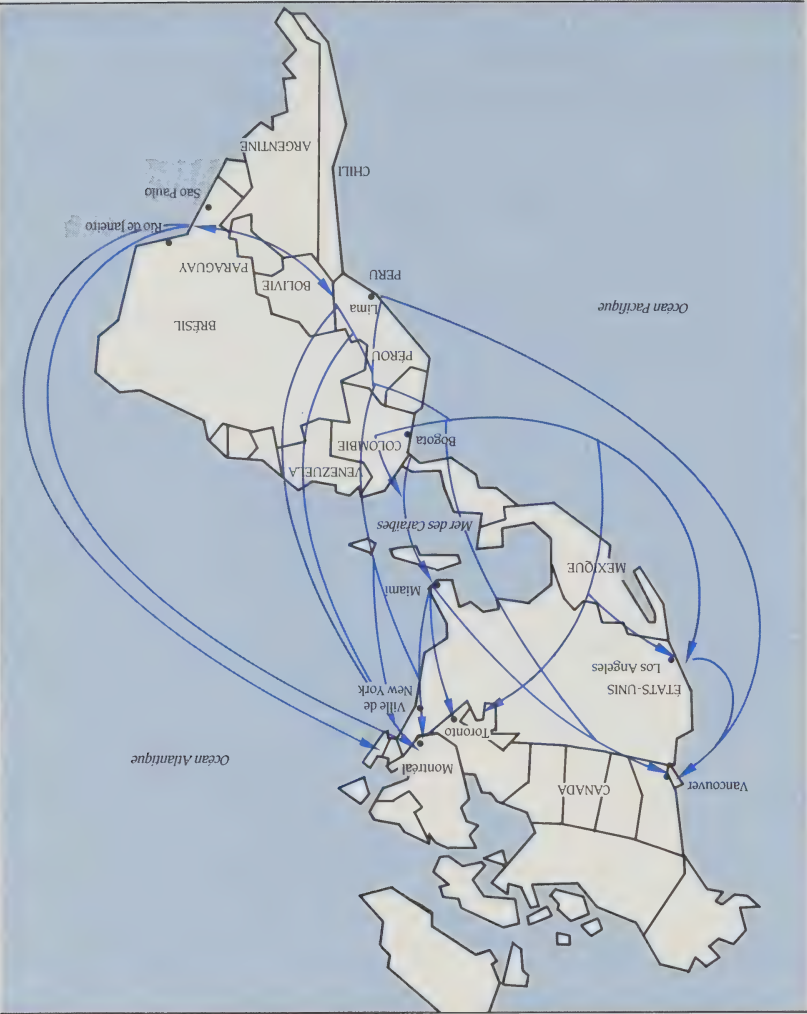 Vancouver
CANADA
Montréal
Océan Atlantique
Toronto
Ville de
New York
ÉTATS-UNIS
Los Angeles
Miami
MEXIQUE
Mer des Caraïbes
VENEZUELA
COLOMBIE
Bogota
PÉROU
BRÉSIL
Océan Pacifique
Lima
BOLIVIE
PERU
PARAGUAY
Rio de Janeiro
Sao Paulo
CHILI
ARGENTINE